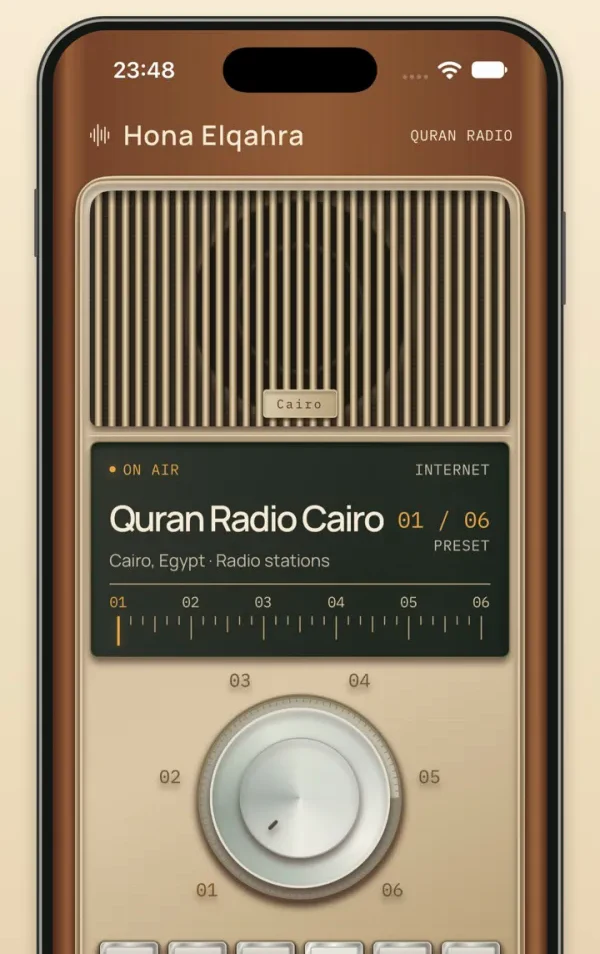 23:48
Hona Elqahra
QURAN RADIO
Cairo
• ON AIR
INTERNET
Quran Radio Cairo
01 / 06
PRESET
Cairo, Egypt · Radio stations
01 02 03 04 05 06
03 04
02 05
01 06